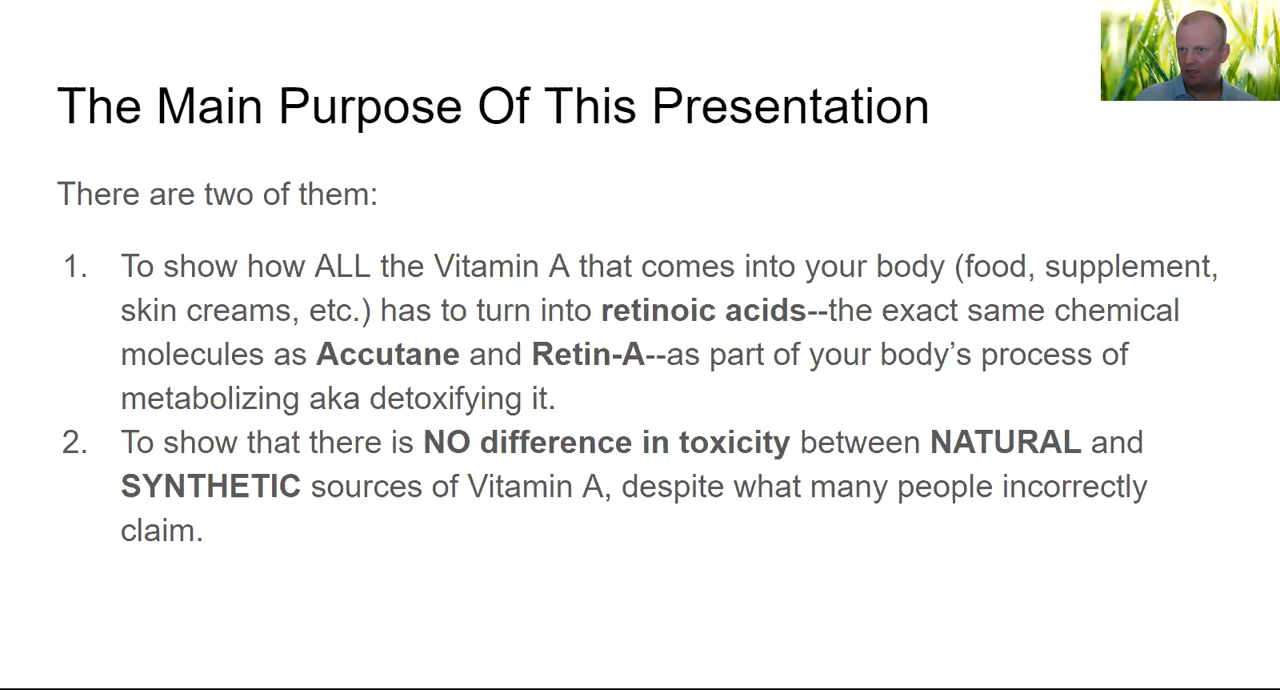 The Main Purpose Of This Presentation
There are two of them:
1. To show how ALL the Vitamin A that comes into your body (food, supplement,
skin creams, etc.) has to turn into retinoic acids--the exact same chemical
molecules as Accutane and Retin-A--as part of your body’s process of
metabolizing aka detoxifying it.
2. To show that there is NO difference in toxicity between NATURAL and
SYNTHETIC sources of Vitamin A, despite what many people incorrectly
claim.